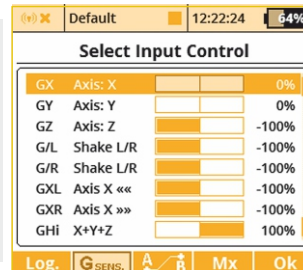 Default 12:22:24 64%
Select Input Control
GX Axis: X 0%
GY Axis: Y 0%
GZ Axis: Z -100%
G/L Shake L/R -100%
G/R Shake L/R -100%
GXL Axis X «« -100%
GXR Axis X »» -100%
GHi X+Y+Z 100%
Log. G SENS. A B Mx Ok